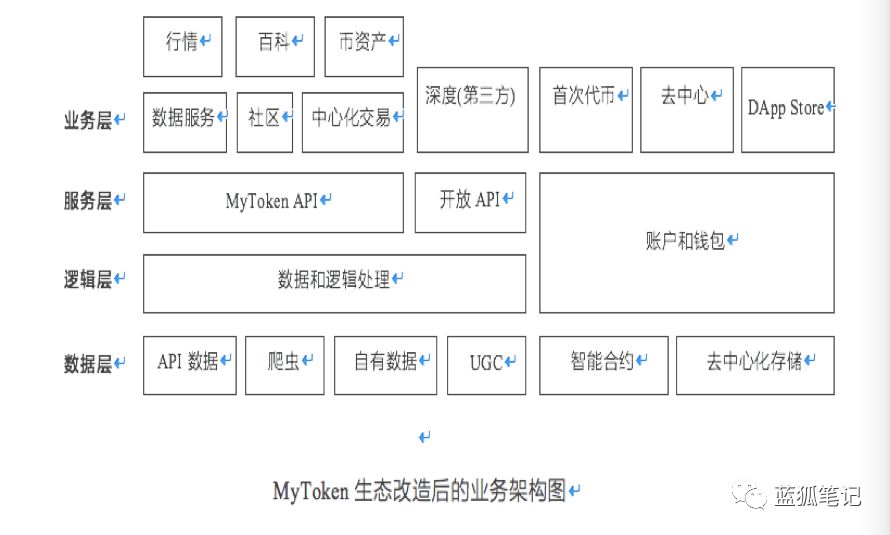 行情
百科
币资产
业务层
数据服务
社区
中心化交易
深度(第三方)
首次代币
去中心
DApp Store
服务层
MyToken API
开放 API
账户和钱包
逻辑层
数据和逻辑处理
数据层
API 数据
爬虫
自有数据
UGC
智能合约
去中心化存储
MyToken 生态改造后的业务架构图
蓝狐笔记